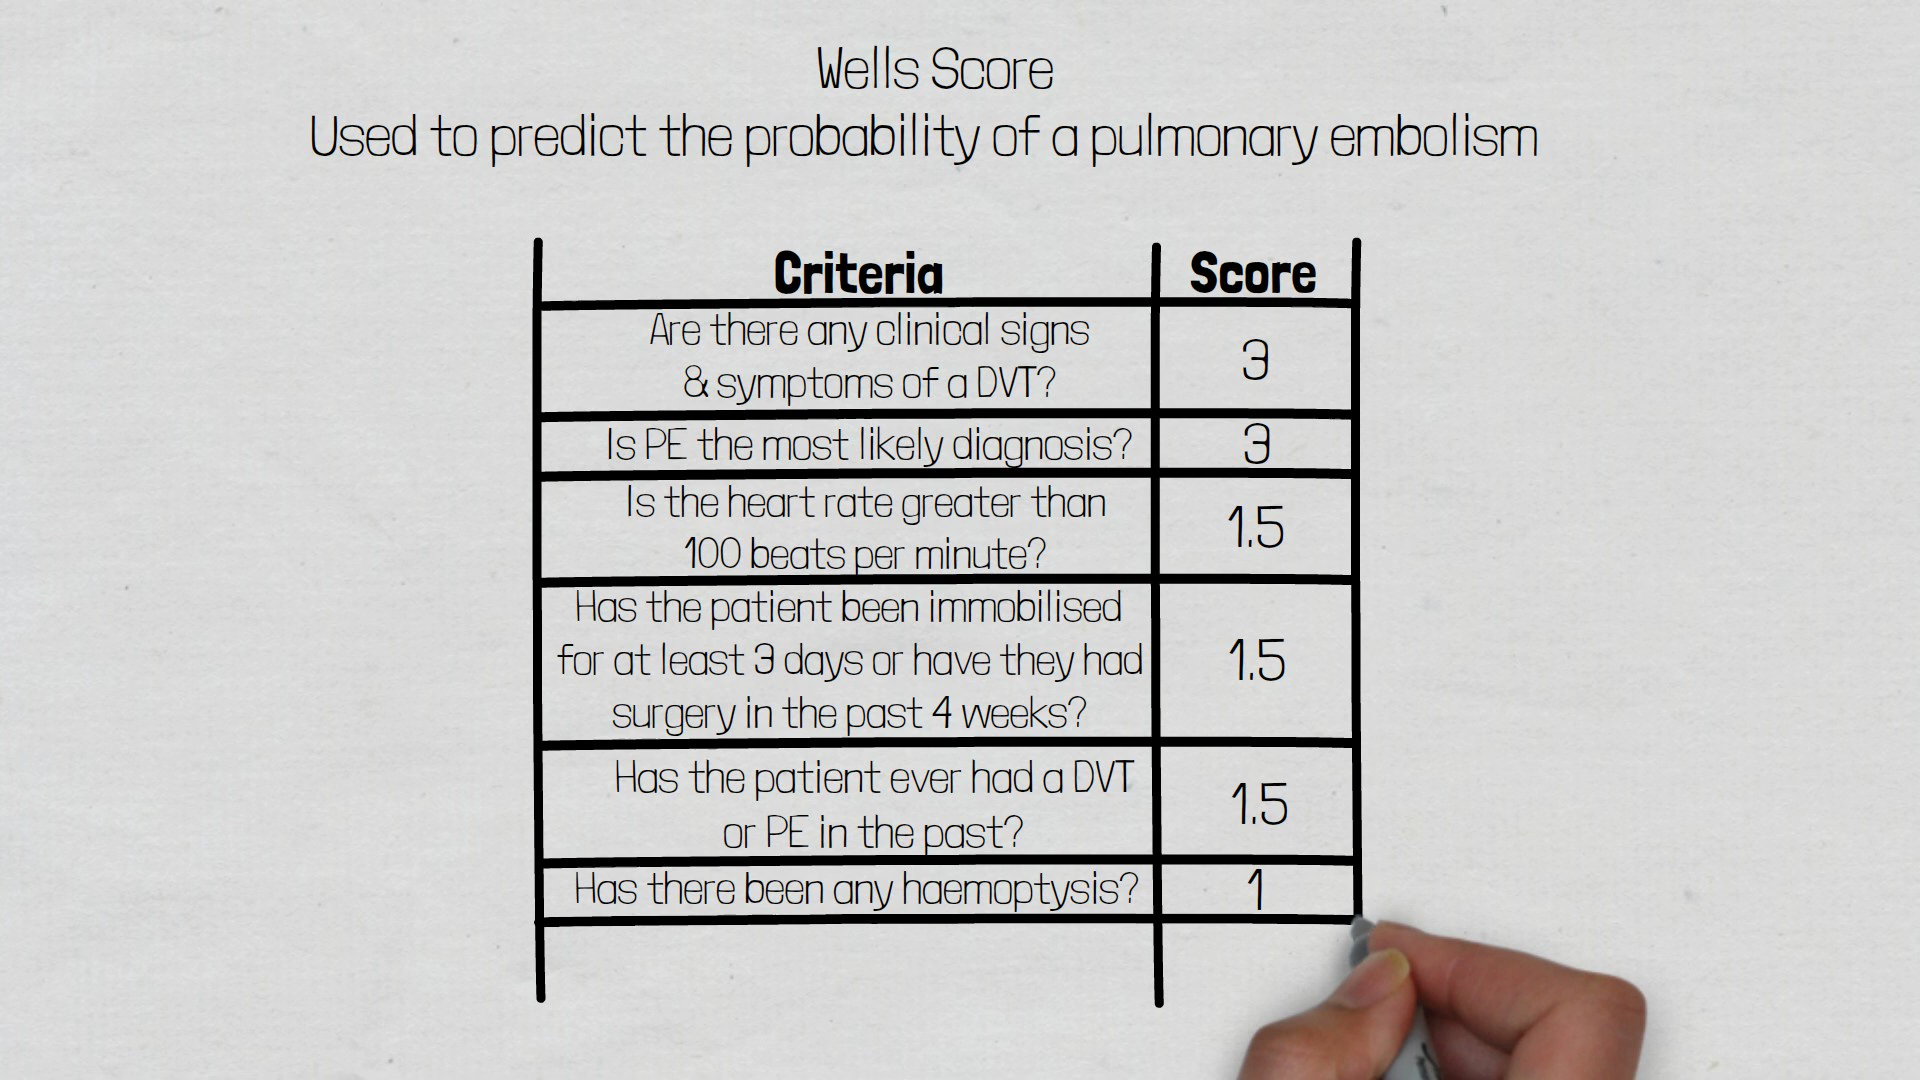 Wells Score
Used to predict the probability of a pulmonary embolism
Criteria
Score
Are there any clinical signs
& symptoms of a DVT?
3
Is PE the most likely diagnosis?
3
Is the heart rate greater than
100 beats per minute?
1.5
Has the patient been immobilised
for at least 3 days or have they had
surgery in the past 4 weeks?
1.5
Has the patient ever had a DVT
or PE in the past?
1.5
Has there been any haemoptysis?
1